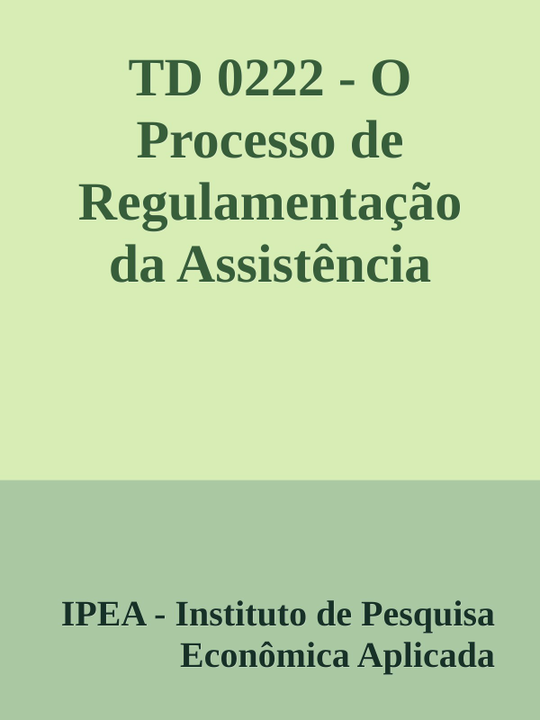 TD 0222 - O
Processo de
Regulamentação
da Assistência
IPEA - Instituto de Pesquisa
Econômica Aplicada